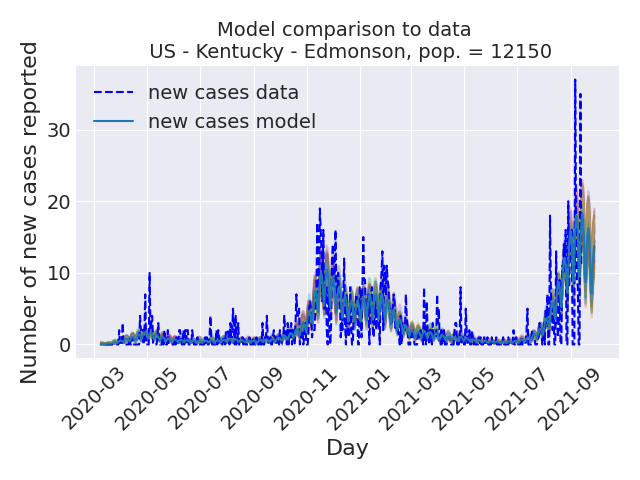 Model comparison to data
US - Kentucky - Edmonson, pop. = 12150
new cases data
new cases model
Number of new cases reported
30
20
10
0
2020-03
2020-05
2020-07
2020-09
2020-11
2021-01
2021-03
2021-05
2021-07
2021-09
Day